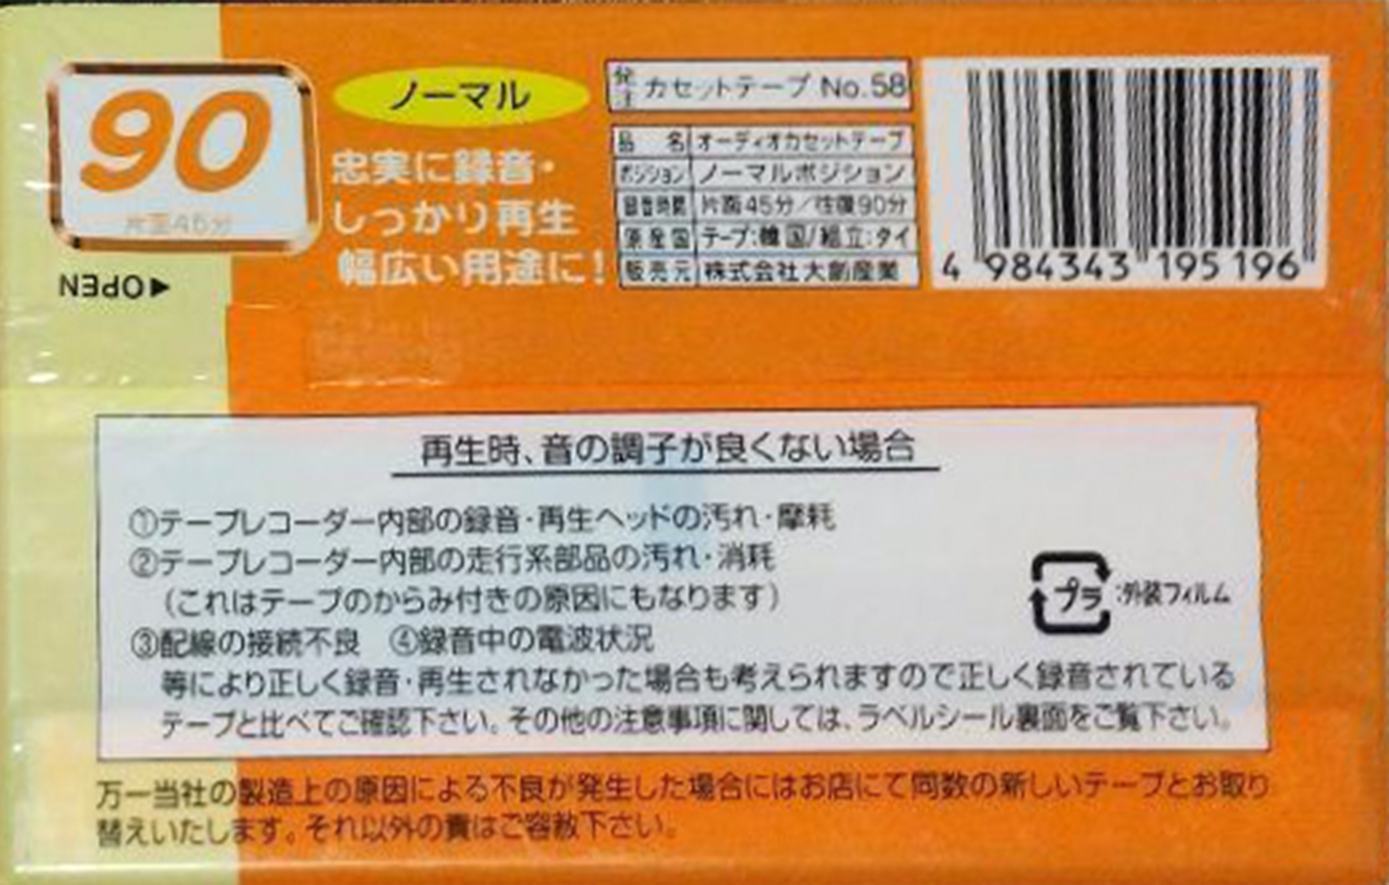 90
片面45分
OPEN
ノーマル
忠実に録音・
しっかり再生
幅広い用途に!
発注 カセットテープ No.58
品名 オーディオカセットテープ
ポジション ノーマルポジション
録音時間 片面45分/往復90分
原産国 テープ:韓国/組立:タイ
販売元 株式会社大創産業
4 984343 195196
再生時、音の調子が良くない場合
①テープレコーダー内部の録音・再生ヘッドの汚れ・摩耗
②テープレコーダー内部の走行系部品の汚れ・消耗
(これはテープのからみ付きの原因にもなります)
③配線の接続不良 ④録音中の電波状況
等により正しく録音・再生されなかった場合も考えられますので正しく録音されている
テープと比べてご確認下さい。その他の注意事項に関しては、ラベルシール裏面をご覧下さい。
プラ :外装フィルム
万一当社の製造上の原因による不良が発生した場合にはお店にて同数の新しいテープとお取り
替えいたします。それ以外の責はご容赦下さい。